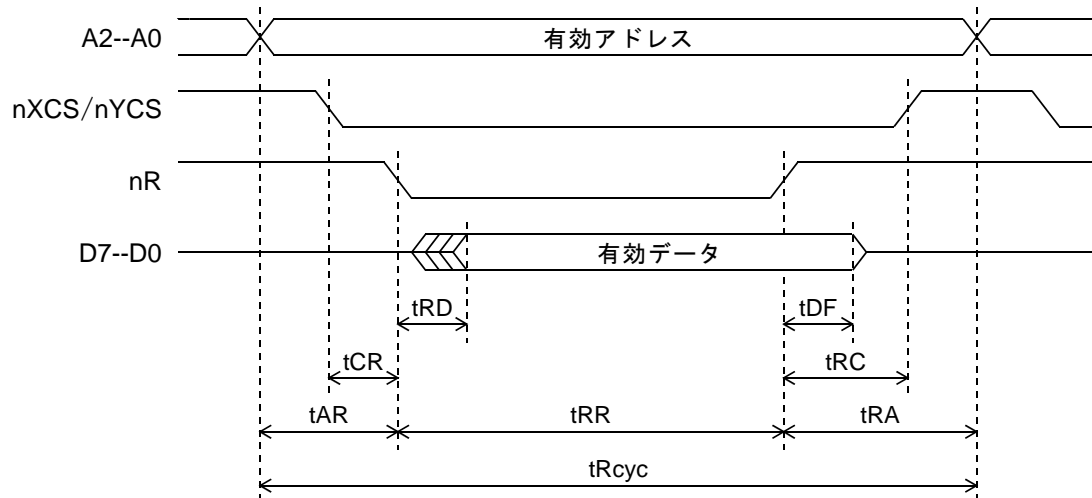 A2--A0
有効アドレス
nXCS/nYCS
nR
D7--D0
有効データ
tRD
tDF
tCR
tRC
tAR
tRR
tRA
tRcyc